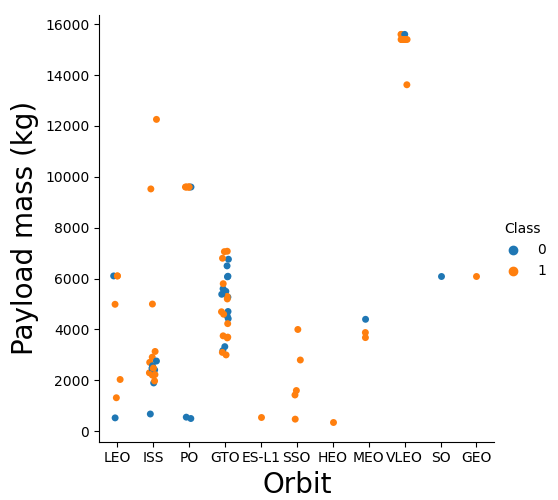 16000
14000
12000
10000
8000
6000
4000
2000
0
Payload mass (kg)
LEO ISS PO GTO ES-L1 SSO HEO MEO VLEO SO GEO
Orbit
Class
0
1